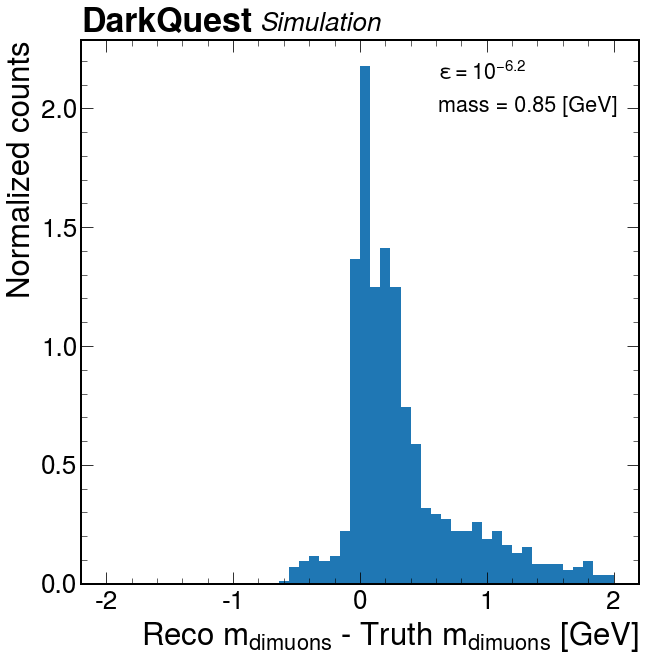 DarkQuest Simulation
ε = 10^−6.2
mass = 0.85 [GeV]
Normalized counts
2.0
1.5
1.0
0.5
0.0
-2 -1 0 1 2
Reco m_dimuons - Truth m_dimuons [GeV]